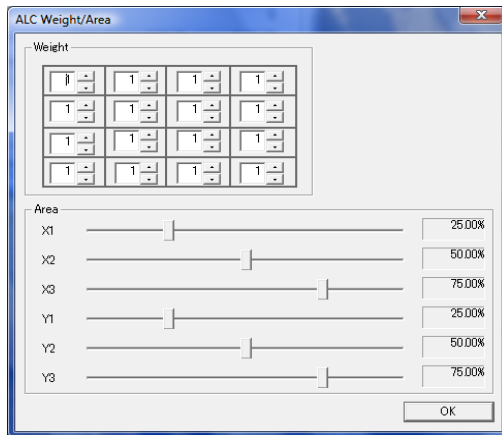 ALC Weight/Area
Weight
1 1 1 1
1 1 1 1
1 1 1 1
1 1 1 1
Area
X1 25.00%
X2 50.00%
X3 75.00%
Y1 25.00%
Y2 50.00%
Y3 75.00%
OK